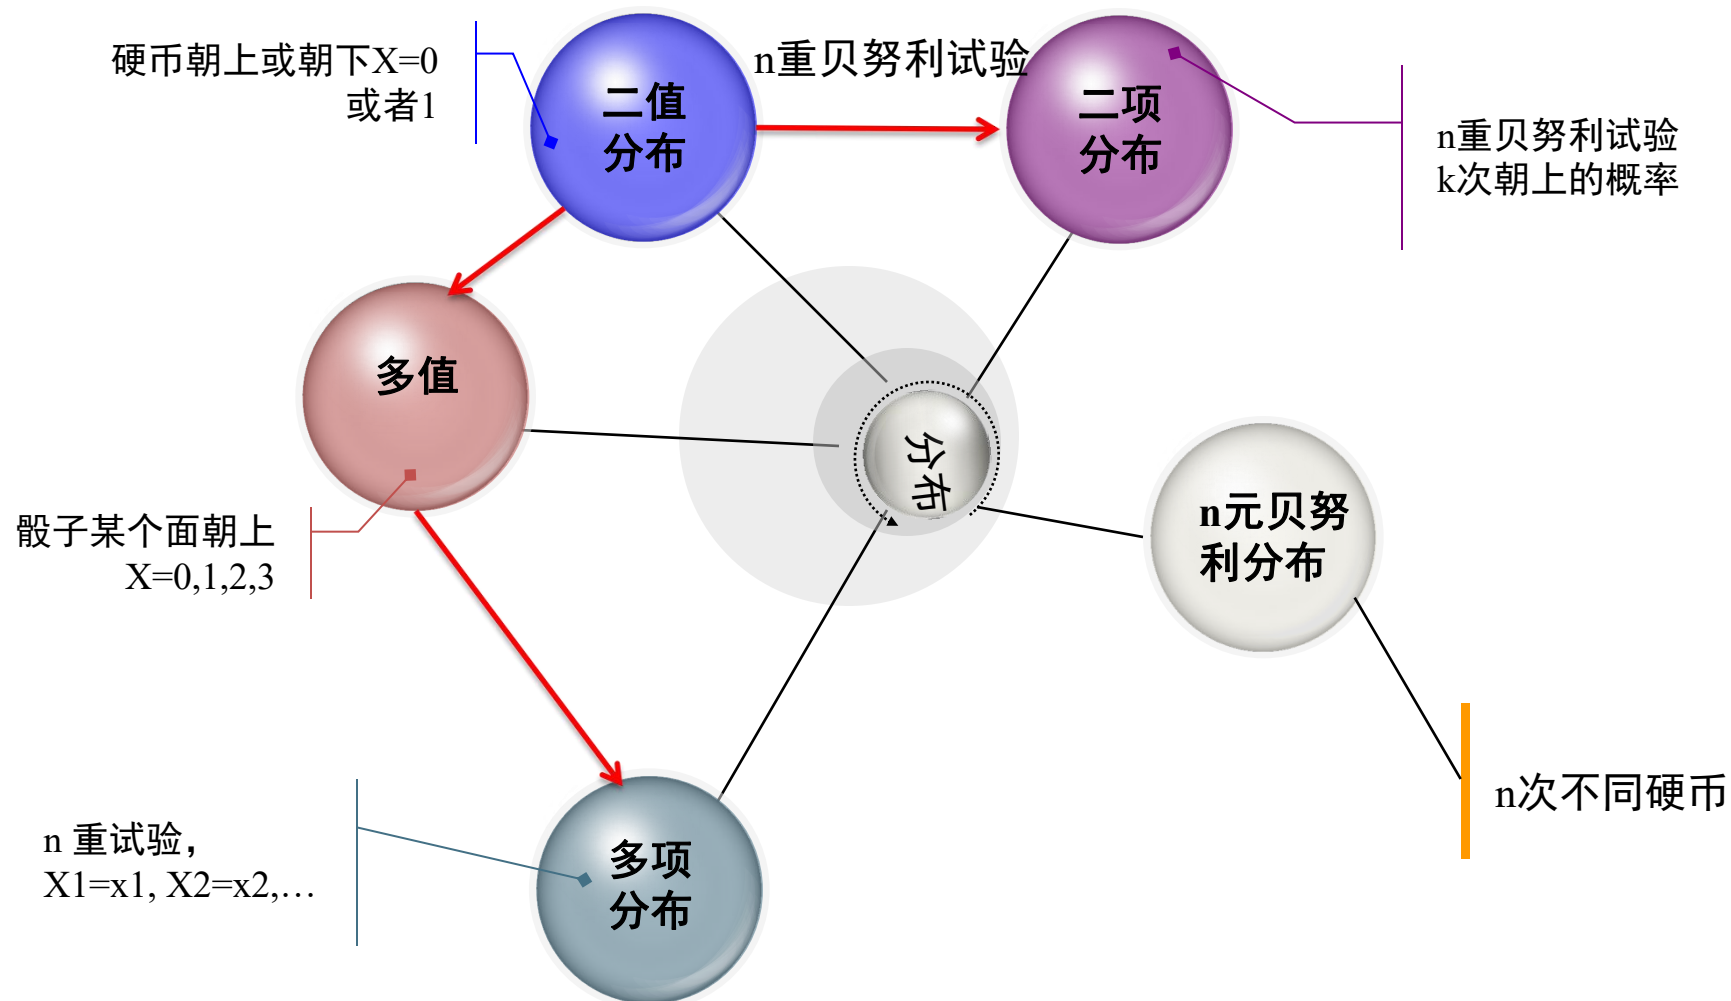 硬币朝上或朝下X=0
或者1
二值
分布
n重贝努利试验
二项
分布
n重贝努利试验
k次朝上的概率
多值
骰子某个面朝上
X=0,1,2,3
分布
n元贝努
利分布
n次不同硬币
n 重试验，
X1=x1, X2=x2,…
多项
分布